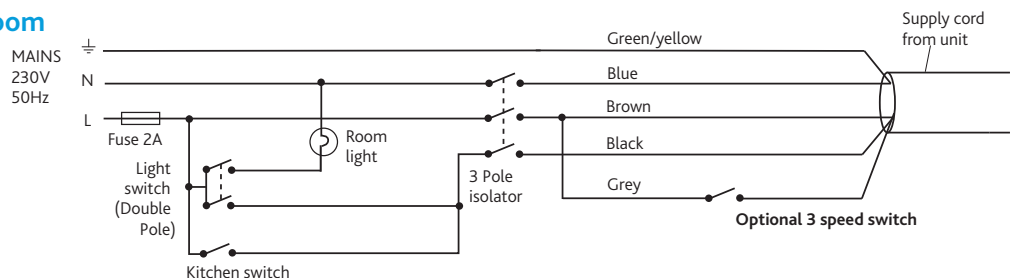 MAINS
230V
50Hz
N
L
Fuse 2A
Light
switch
(Double
Pole)
Kitchen switch
Room
light
3 Pole
isolator
Green/yellow
Blue
Brown
Black
Grey
Optional 3 speed switch
Supply cord
from unit